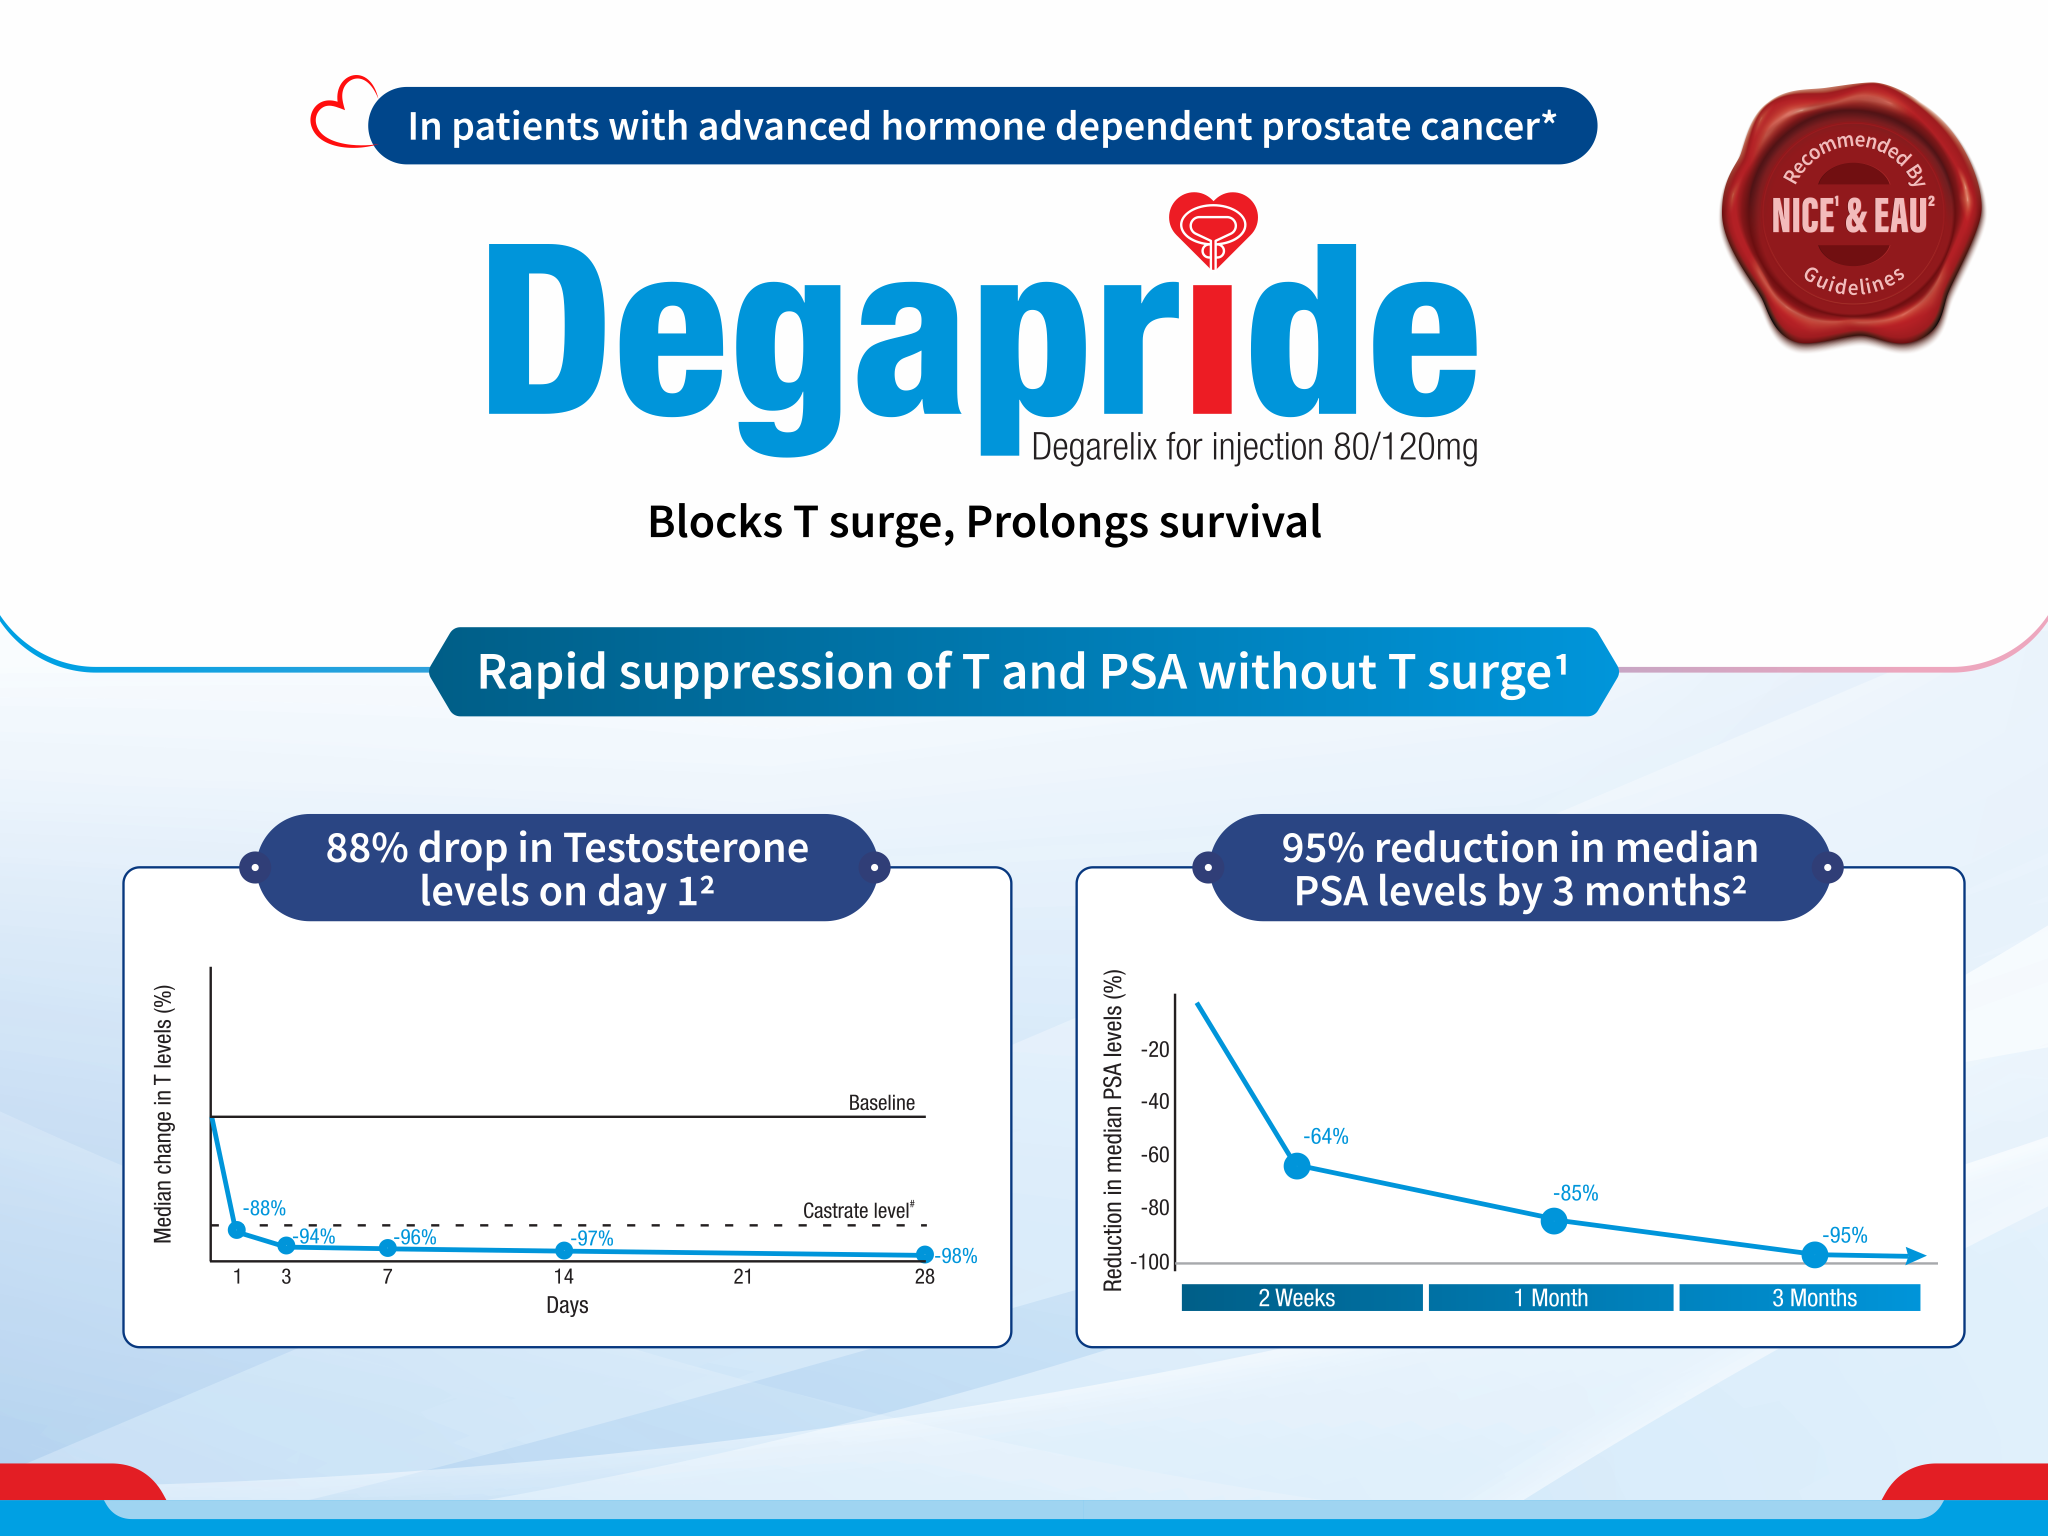 In patients with advanced hormone dependent prostate cancer*
Recommended By
NICE¹ & EAU²
Guidelines
Degapride
Degarelix for injection 80/120mg
Blocks T surge, Prolongs survival
Rapid suppression of T and PSA without T surge¹
88% drop in Testosterone
levels on day 1²
Median change in T levels (%)
Baseline
Castrate level#
-88%
-94%
-96%
-97%
-98%
1 3 7 14 21 28
Days
95% reduction in median
PSA levels by 3 months²
Reduction in median PSA levels (%)
-20
-40
-60
-80
-100
-64%
-85%
-95%
2 Weeks 1 Month 3 Months